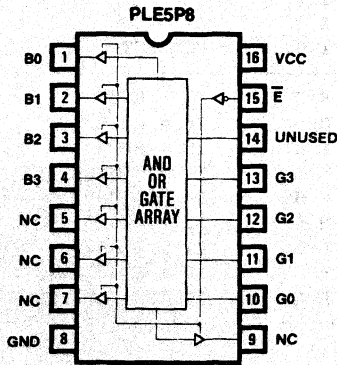 PLE5P8
B0 1 16 VCC
B1 2 15 E
B2 3 14 UNUSED
B3 4 13 G3
NC 5 12 G2
NC 6 11 G1
NC 7 10 G0
GND 8 9 NC
AND
OR
GATE
ARRAY